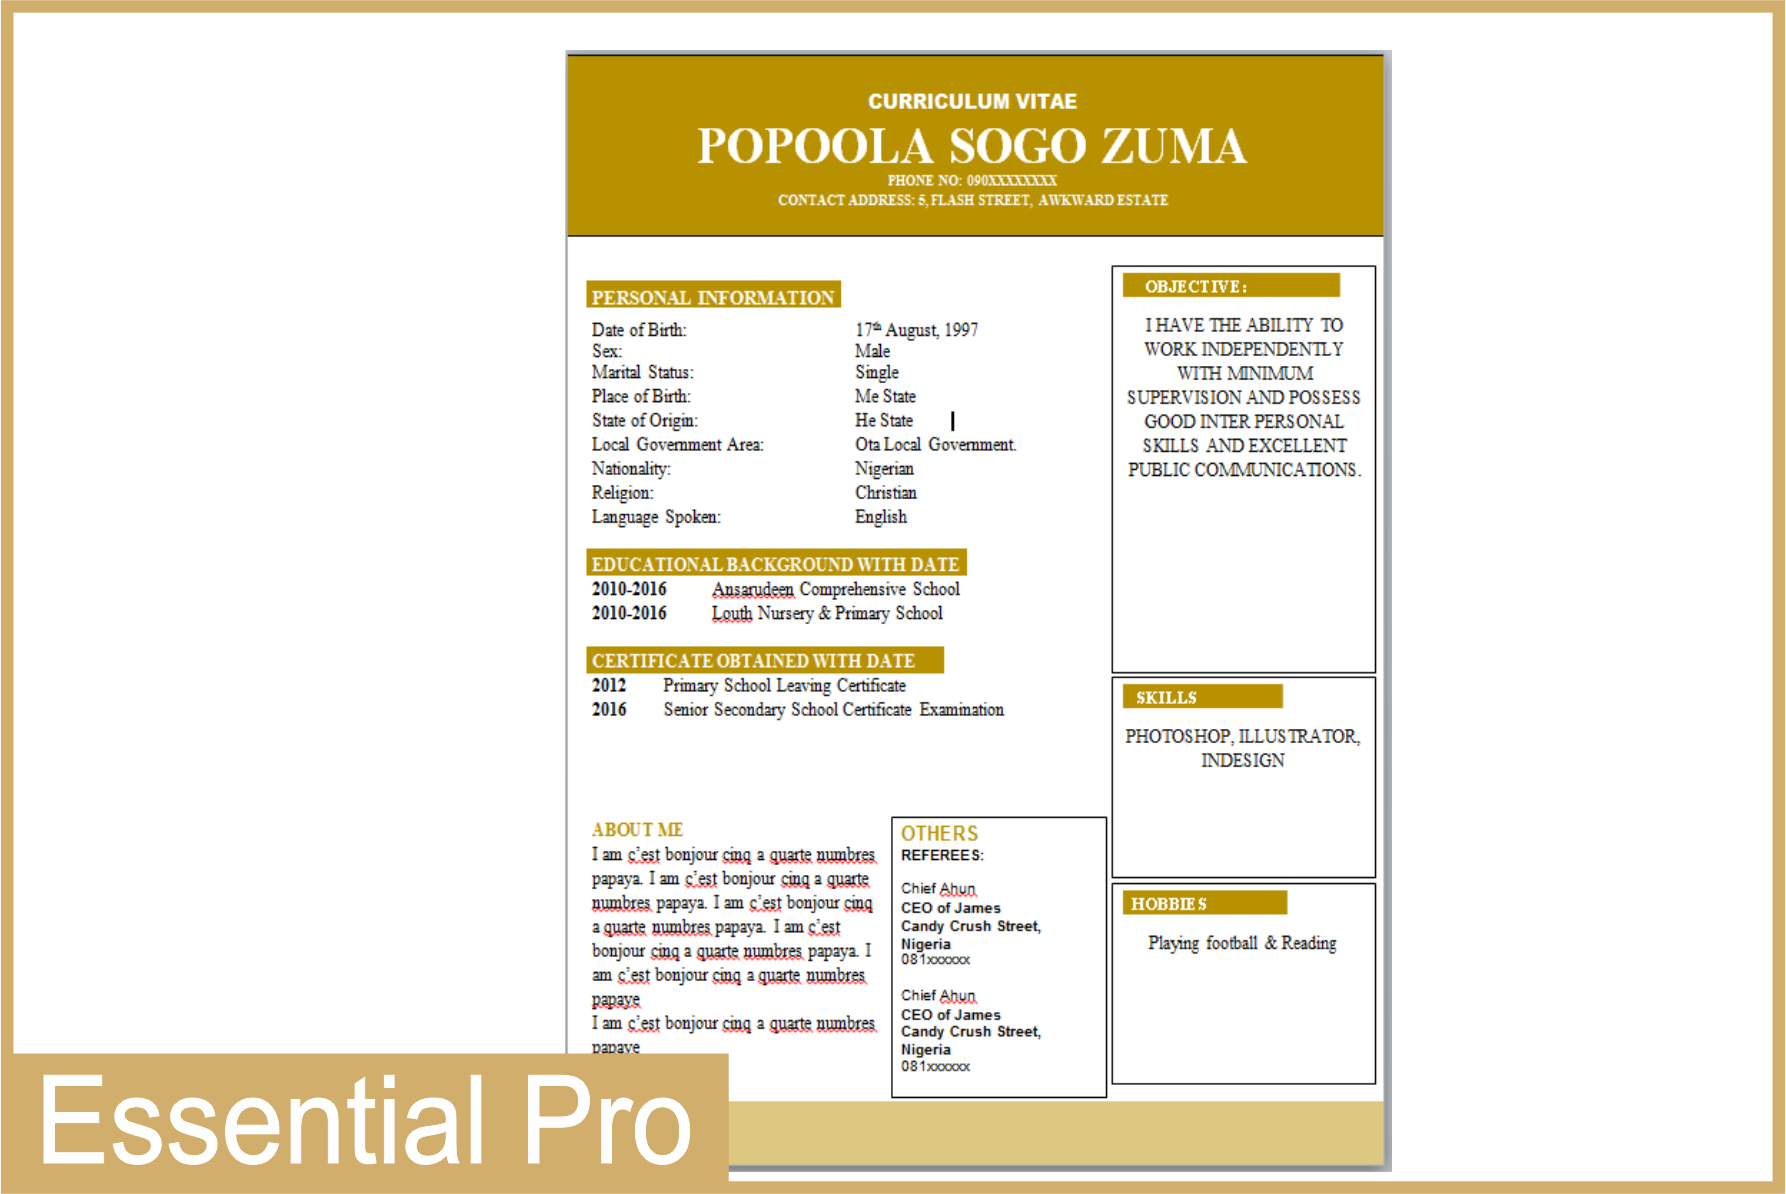 CURRICULUM VITAE
POPOOLA SOGO ZUMA
PHONE NO: 090XXXXXXXX
CONTACT ADDRESS: 5, FLASH STREET, AWKWARD ESTATE
PERSONAL INFORMATION
Date of Birth: 17th August, 1997
Sex: Male
Marital Status: Single
Place of Birth: Me State
State of Origin: He State
Local Government Area: Ota Local Government.
Nationality: Nigerian
Religion: Christian
Language Spoken: English
EDUCATIONAL BACKGROUND WITH DATE
2010-2016 Ansarudeen Comprehensive School
2010-2016 Louth Nursery & Primary School
CERTIFICATE OBTAINED WITH DATE
2012 Primary School Leaving Certificate
2016 Senior Secondary School Certificate Examination
ABOUT ME
I am c’est bonjour cinq a quarte numbres
papaya. I am c’est bonjour cinq a quarte
numbres papaya. I am c’est bonjour cinq
a quarte numbres papaya. I am c’est
bonjour cinq a quarte numbres papaya. I
am c’est bonjour cinq a quarte numbres
papaye
I am c’est bonjour cinq a quarte numbres
papaye
OTHERS
REFEREES:
Chief Ahun
CEO of James
Candy Crush Street,
Nigeria
081xxxxxx
Chief Ahun
CEO of James
Candy Crush Street,
Nigeria
081xxxxxx
OBJECTIVE:
I HAVE THE ABILITY TO
WORK INDEPENDENTLY
WITH MINIMUM
SUPERVISION AND POSSESS
GOOD INTER PERSONAL
SKILLS AND EXCELLENT
PUBLIC COMMUNICATIONS.
SKILLS
PHOTOSHOP, ILLUSTRATOR,
INDESIGN
HOBBIES
Playing football & Reading
Essential Pro